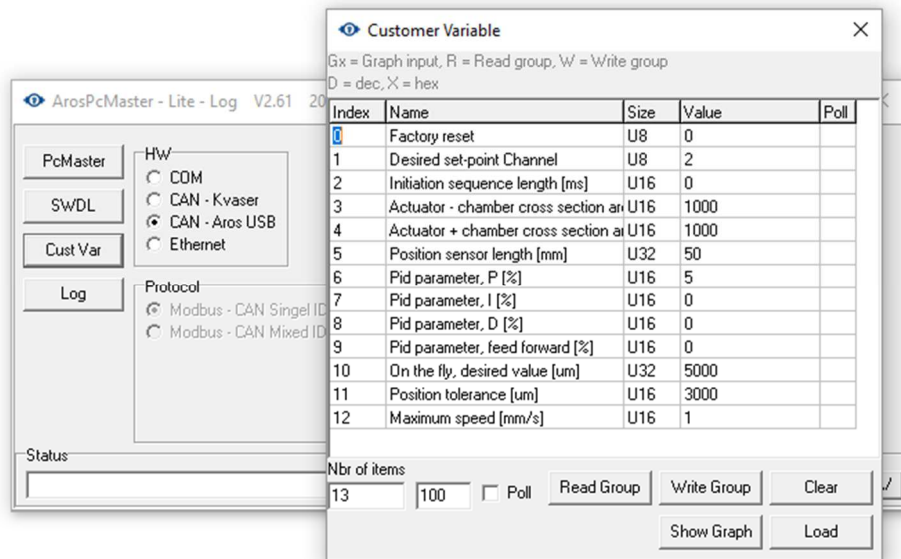 Customer Variable
Gx = Graph input, R = Read group, W = Write group
D = dec, X = hex
Index Name Size Value Poll
0 Factory reset U8 0
1 Desired set-point Channel U8 2
2 Initiation sequence length [ms] U16 0
3 Actuator - chamber cross section U16 1000
4 Actuator + chamber cross section U16 1000
5 Position sensor length [mm] U32 50
6 Pid parameter, P [%] U16 5
7 Pid parameter, I [%] U16 0
8 Pid parameter, D [%] U16 0
9 Pid parameter, feed forward [%] U16 0
10 On the fly, desired value [um] U32 5000
11 Position tolerance [um] U16 3000
12 Maximum speed [mm/s] U16 1
Nbr of items
13 100 Poll Read Group Write Group Clear
Show Graph Load
ArosPcMaster - Lite - Log V2.61 20
PcMaster
SWDL
Cust Var
Log
HW
COM
CAN - Kvaser
CAN - Aros USB
Ethernet
Protocol
Modbus - CAN Singel ID
Modbus - CAN Mixed ID
Status